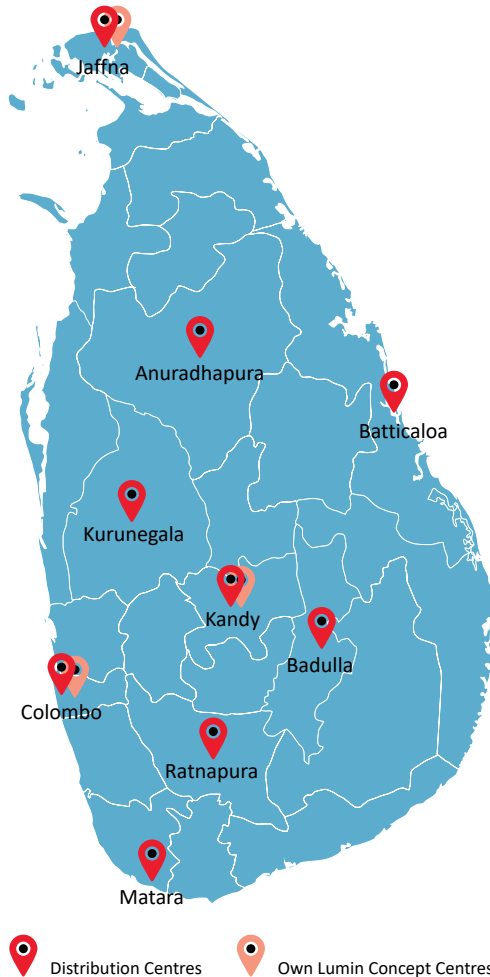 Jaffna
Anuradhapura
Batticaloa
Kurunegala
Kandy
Badulla
Colombo
Ratnapura
Matara
Distribution Centres
Own Lumin Concept Centres